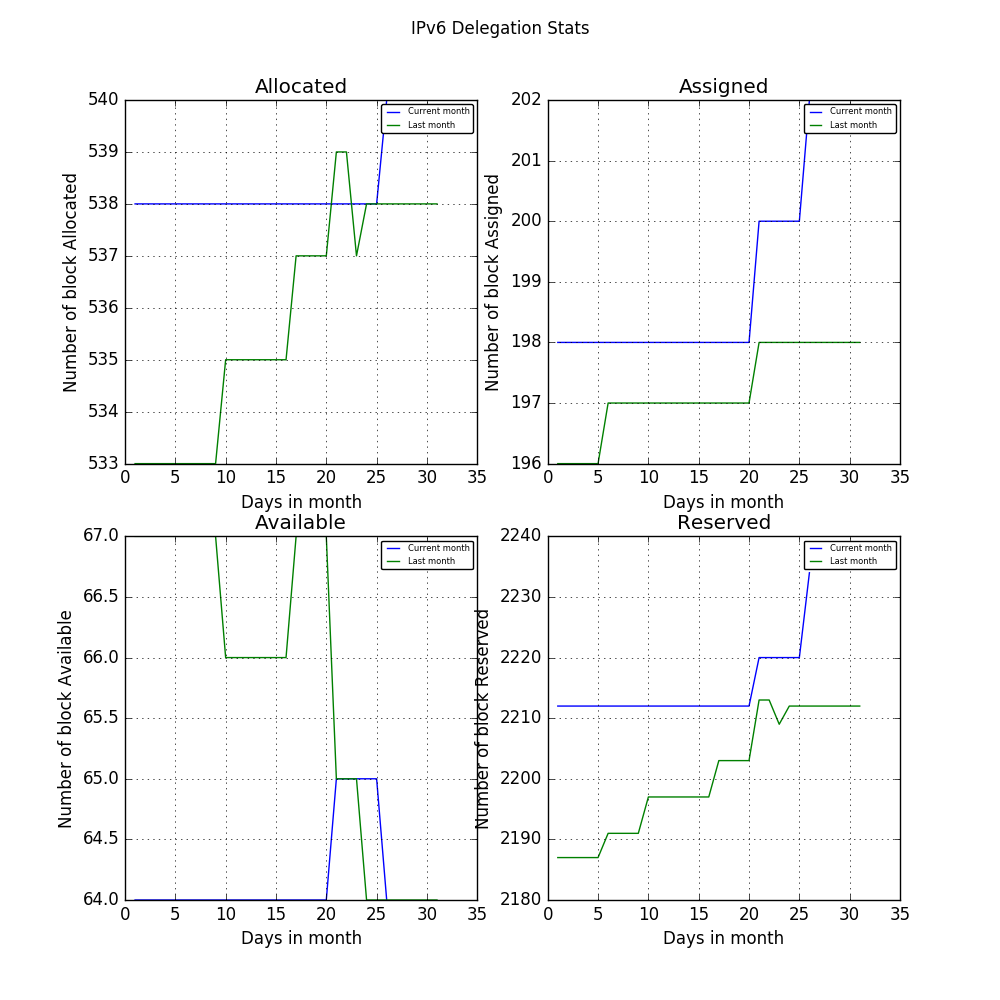 IPv6 Delegation Stats
Allocated
Number of block Allocated
540
539
538
537
536
535
534
533
Current month
Last month
0 5 10 15 20 25 30 35
Days in month
Assigned
Number of block Assigned
202
201
200
199
198
197
196
Current month
Last month
0 5 10 15 20 25 30 35
Days in month
Available
Number of block Available
67.0
66.5
66.0
65.5
65.0
64.5
64.0
Current month
Last month
0 5 10 15 20 25 30 35
Days in month
Reserved
Number of block Reserved
2240
2230
2220
2210
2200
2190
2180
Current month
Last month
0 5 10 15 20 25 30 35
Days in month